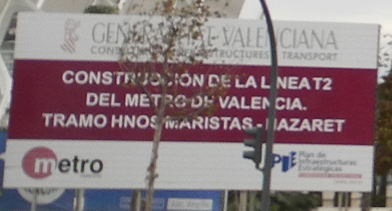 GENERALITAT VALENCIANA
CONSTRUCCIÓN DE LA LINEA T2
DEL METRO DE VALENCIA.
TRAMO HNOS MARISTAS - NAZARET
metro
Plan de
Infraestructuras
Estratégicas